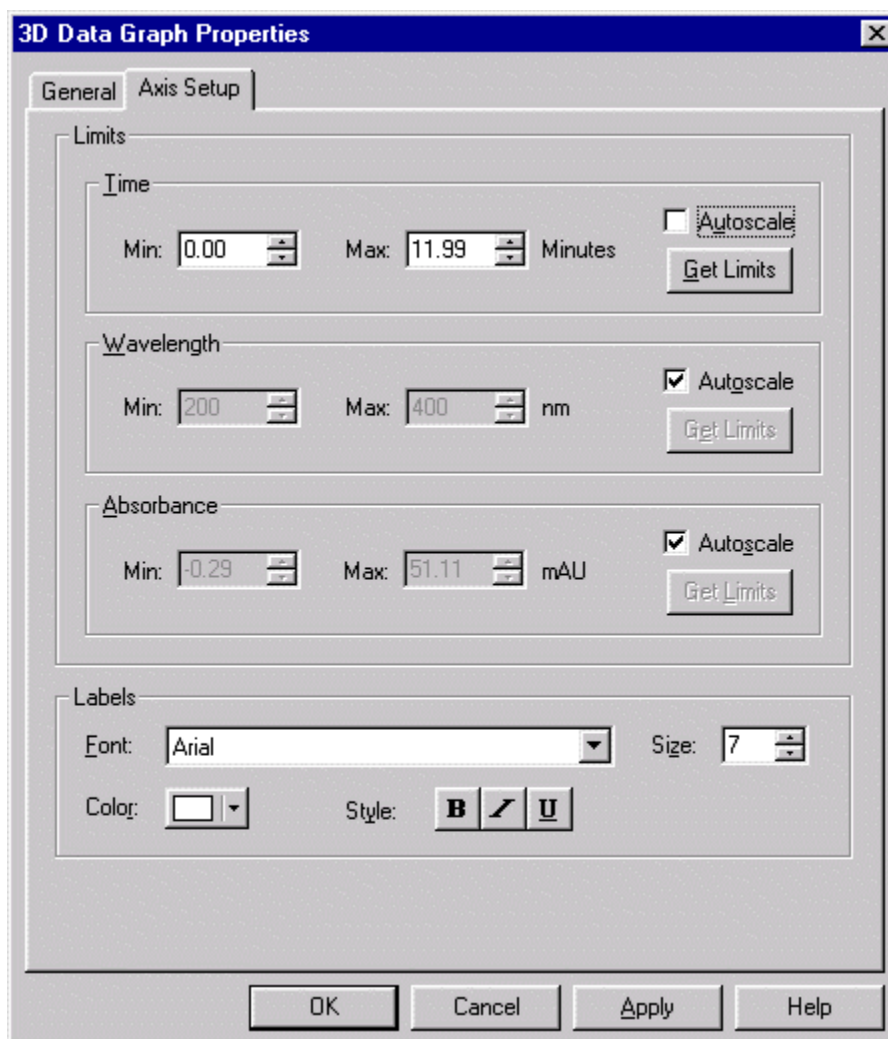 3D Data Graph Properties
General Axis Setup
Limits
Time
Autoscale
Min: 0.00 Max: 11.99 Minutes
Get Limits
Wavelength
Autoscale
Min: 200 Max: 400 nm
Get Limits
Absorbance
Autoscale
Min: -0.29 Max: 51.11 mAU
Get Limits
Labels
Font: Arial Size: 7
Color: Style: B I U
OK Cancel Apply Help